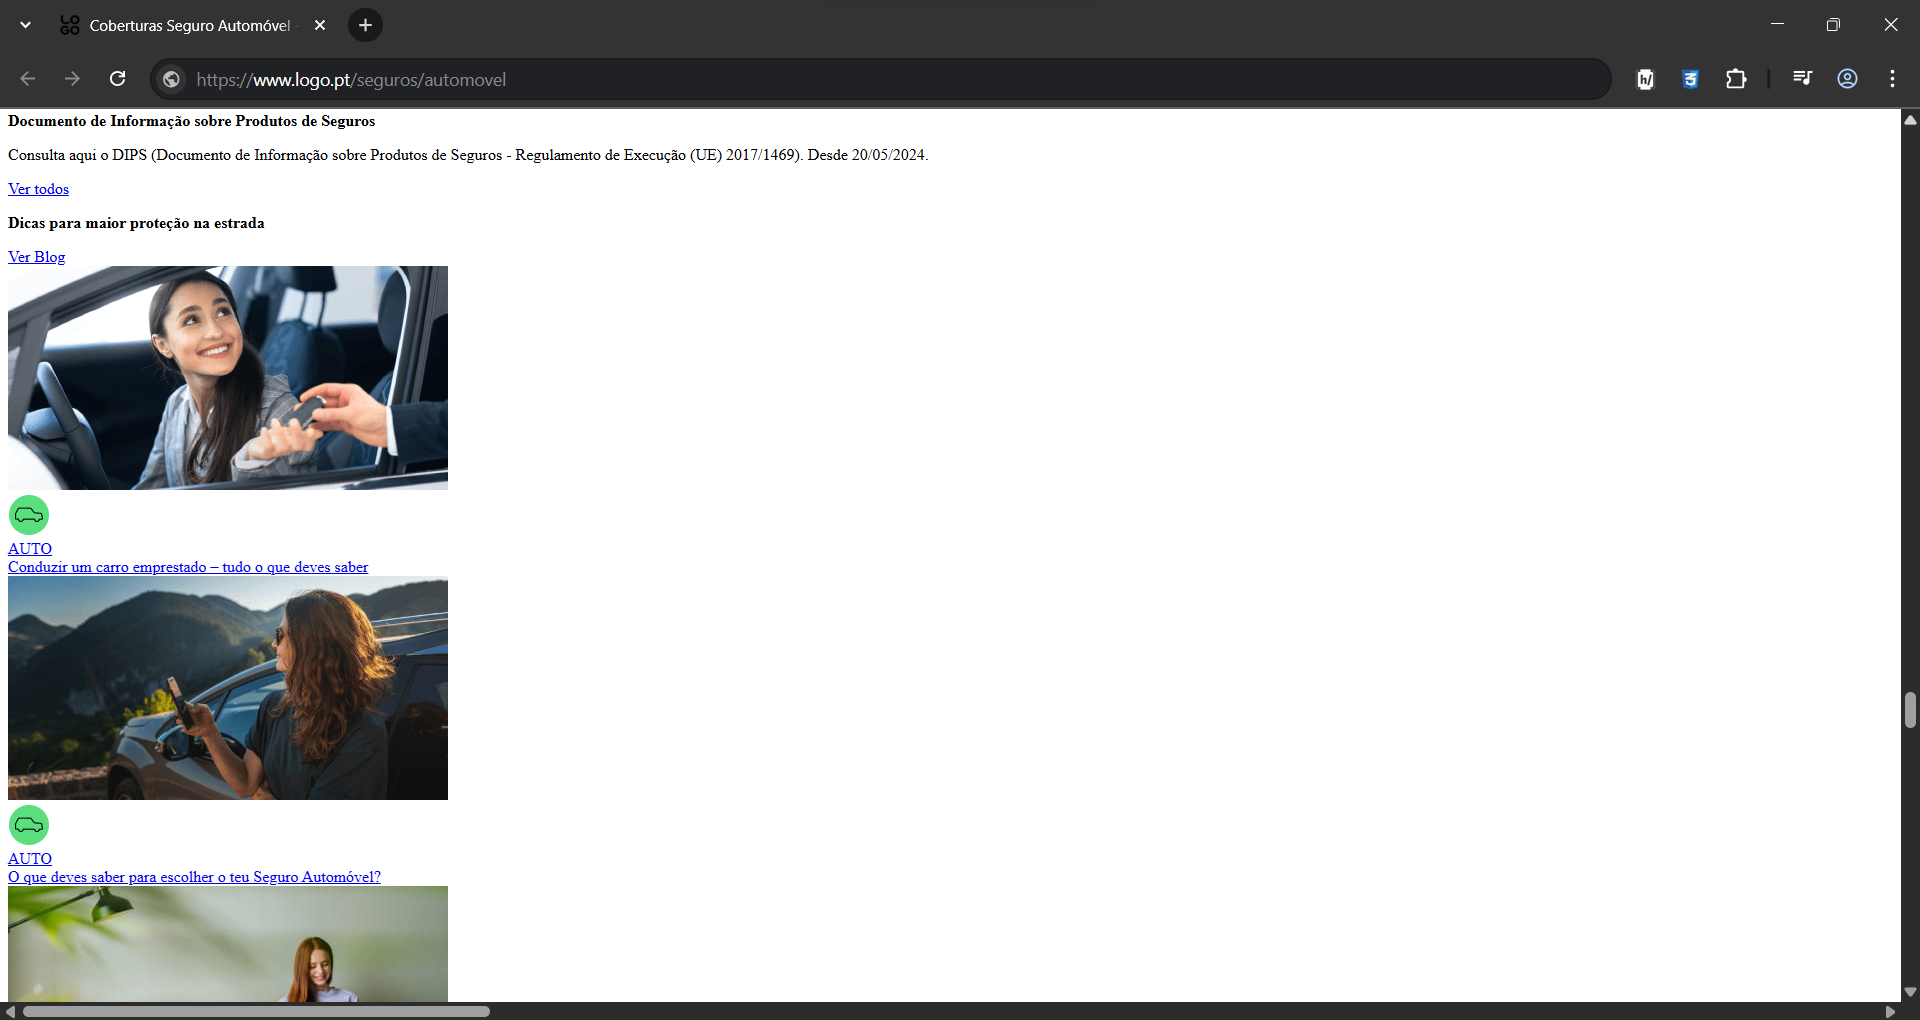 LO
GO
Coberturas Seguro Automóvel
https://www.logo.pt/seguros/automovel
h/
3
Documento de Informação sobre Produtos de Seguros
Consulta aqui o DIPS (Documento de Informação sobre Produtos de Seguros - Regulamento de Execução (UE) 2017/1469). Desde 20/05/2024.
Ver todos
Dicas para maior proteção na estrada
Ver Blog
AUTO
Conduzir um carro emprestado – tudo o que deves saber
AUTO
O que deves saber para escolher o teu Seguro Automóvel?